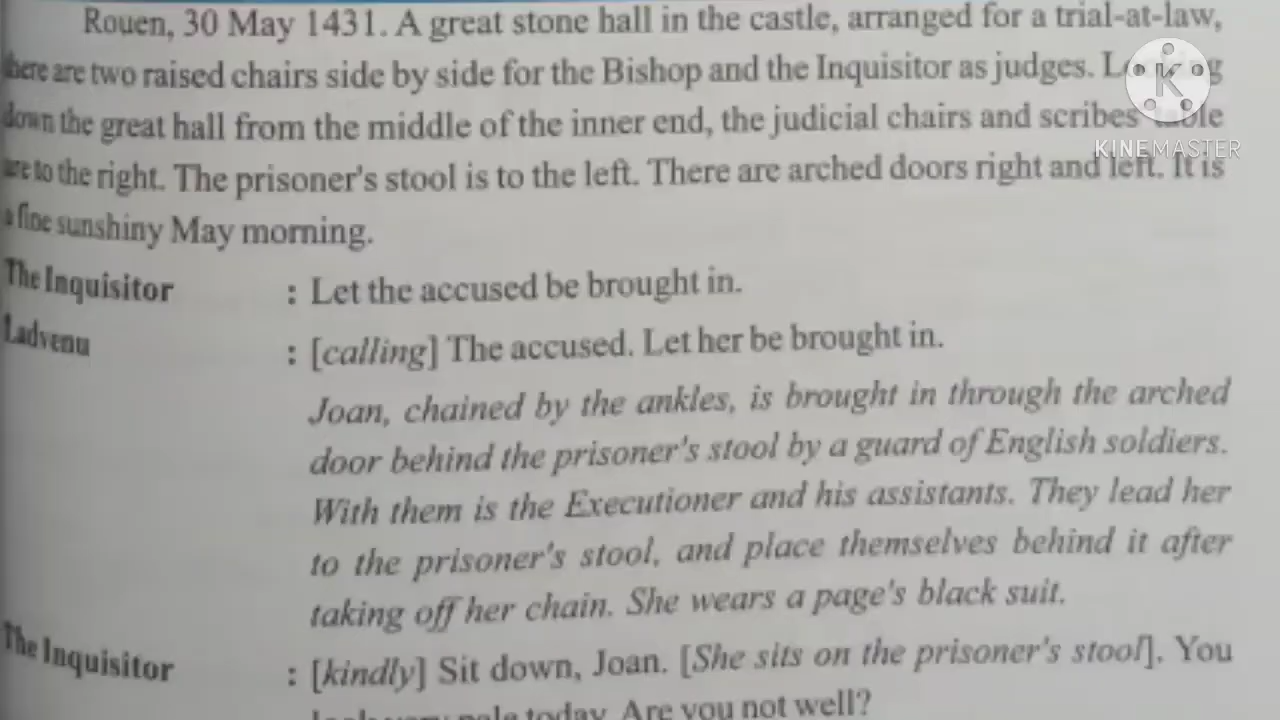 Rouen, 30 May 1431. A great stone hall in the castle, arranged for a trial-at-law,
there are two raised chairs side by side for the Bishop and the Inquisitor as judges.
down the great hall from the middle of the inner end, the judicial chairs and scribes'
are to the right. The prisoner's stool is to the left. There are arched doors right and left. It is
a fine sunshiny May morning.
The Inquisitor : Let the accused be brought in.
Ladvenu : [calling] The accused. Let her be brought in.
Joan, chained by the ankles, is brought in through the arched
door behind the prisoner's stool by a guard of English soldiers.
With them is the Executioner and his assistants. They lead her
to the prisoner's stool, and place themselves behind it after
taking off her chain. She wears a page's black suit.
The Inquisitor : [kindly] Sit down, Joan. [She sits on the prisoner's stool]. You
today. Are you not well?
K
KINEMASTER